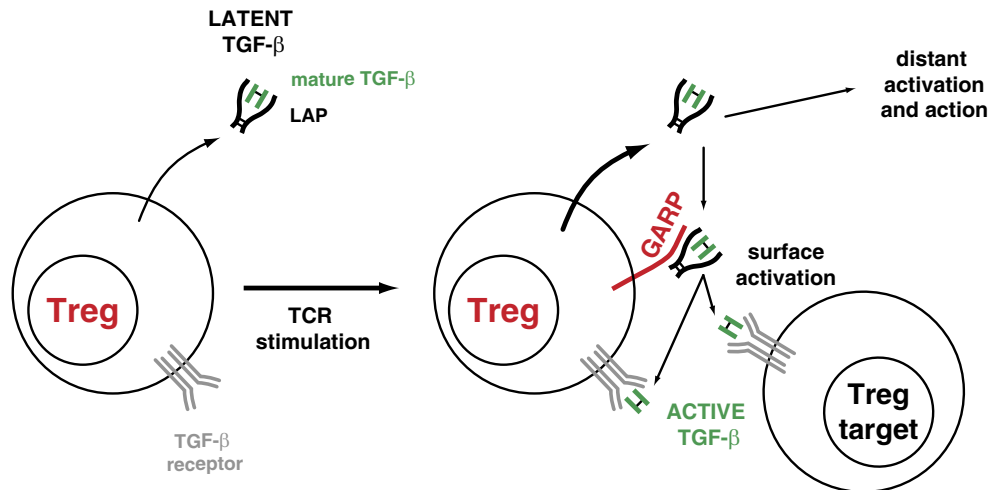 LATENT
TGF-β
mature TGF-β
LAP
Treg
TGF-β
receptor
TCR
stimulation
distant
activation
and action
GARP
surface
activation
Treg
ACTIVE
TGF-β
Treg
target